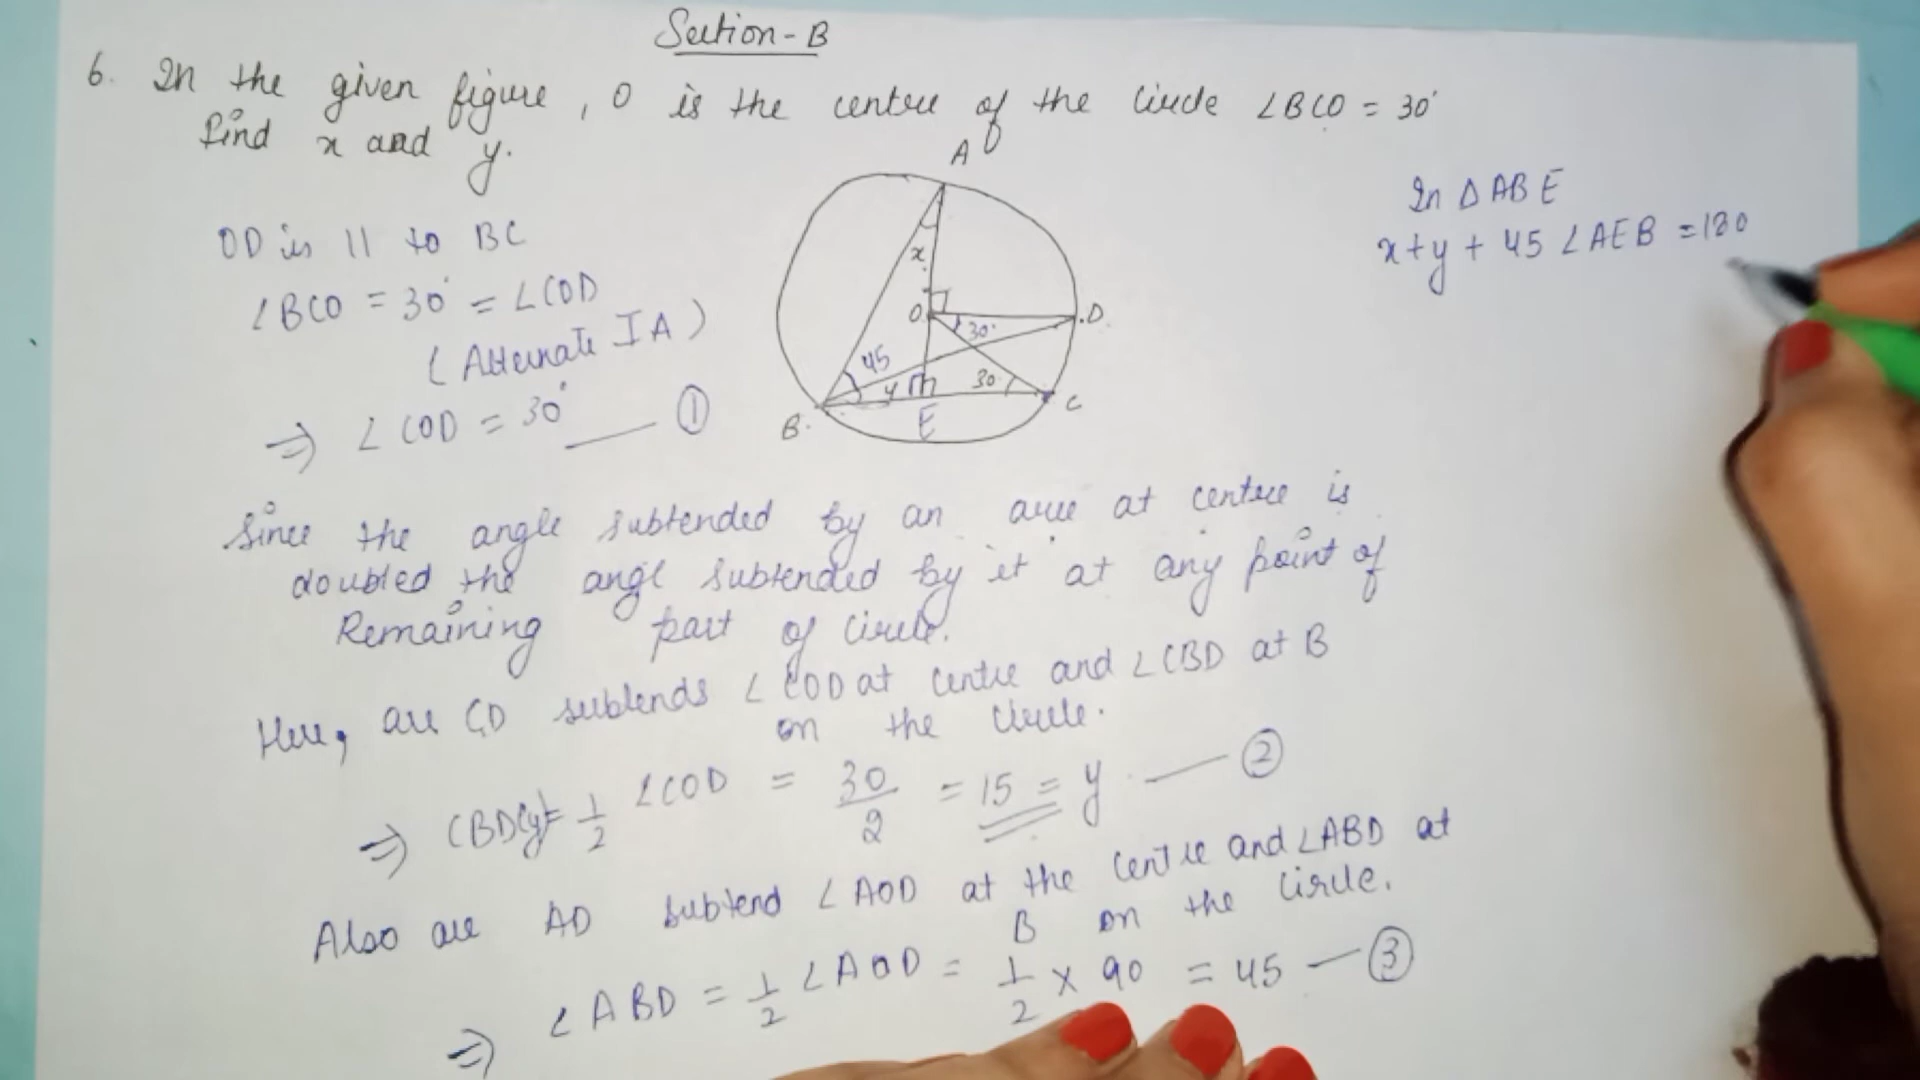 Section-B
6. In the given figure, O is the centre of the circle ∠BCO = 30°
find x and y.
OD is || to BC
∠BCO = 30° = ∠COD
(Alternate IA)
⇒ ∠COD = 30° — ①
A
x
O
D
30°
45
y
30
B
E
C
Since the angle subtended by an arc at centre is
doubled the angl subtended by it at any point of
Remaining part of circle.
Here, arc CD subtends ∠COD at centre and ∠CBD at B
on the circle.
⇒ CBD(y)= 1/2 ∠COD = 30/2 = 15 = y — ②
Also arc AD subtend ∠AOD at the centre and ∠ABD at
B on the circle.
⇒ ∠ABD = 1/2 ∠AOD = 1/2 × 90 = 45 — ③
In △ABE
x+y + 45 ∠AEB = 180